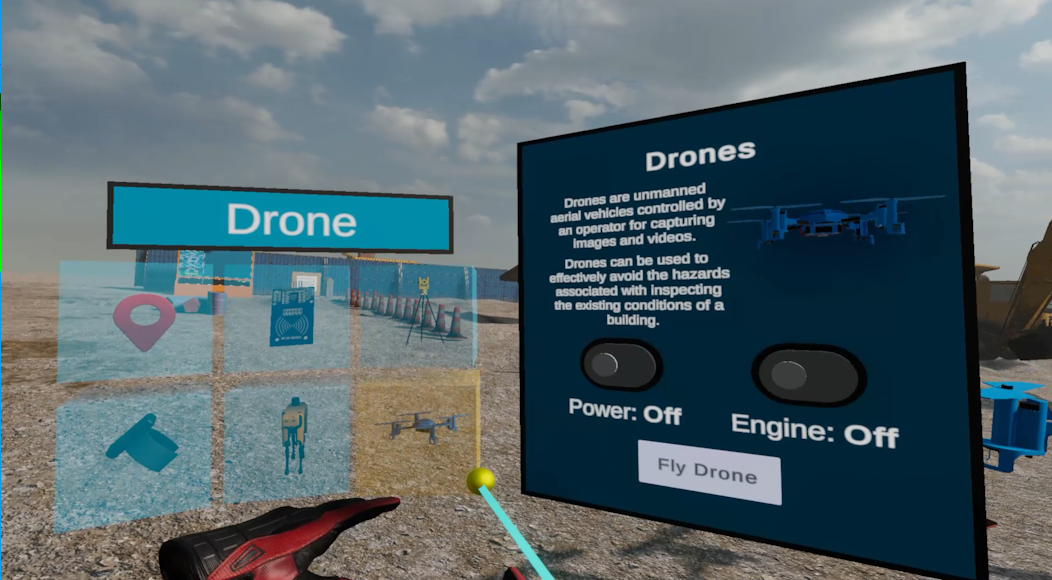 Drone
Drones
Drones are unmanned
aerial vehicles controlled by
an operator for capturing
images and videos.
Drones can be used to
effectively avoid the hazards
associated with inspecting
the existing conditions of a
building.
Power: Off
Engine: Off
Fly Drone